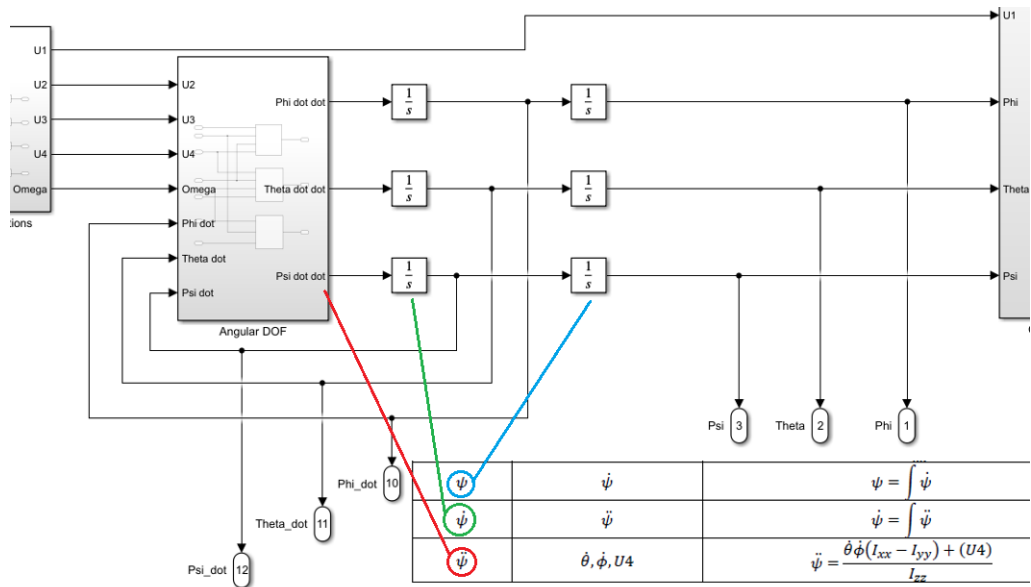 U1
U1
U2
U2
Phi dot dot
1/s
1/s
Phi
U3
U3
U4
U4
Omega
Omega
Theta dot dot
1/s
1/s
Theta
tions
Phi dot
Theta dot
Psi dot dot
1/s
1/s
Psi
Psi dot
Angular DOF
Psi 3
Theta 2
Phi 1
Phi_dot 10
Theta_dot 11
Psi_dot 12
ψ ψ̇ ψ = ∫ ψ̇
ψ̇ ψ̈ ψ̇ = ∫ ψ̈
ψ̈ θ̇, ϕ̇, U4 ψ̈ = θ̇ϕ̇(Ixx − Iyy) + (U4) / Izz